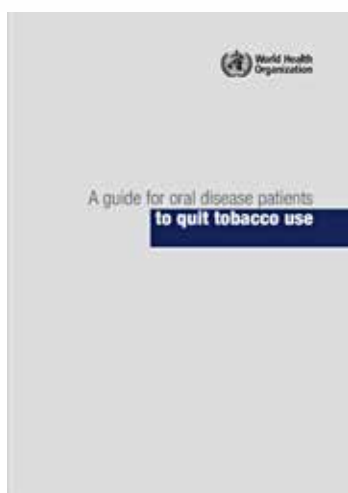 World Health
Organization
A guide for oral disease patients
to quit tobacco use